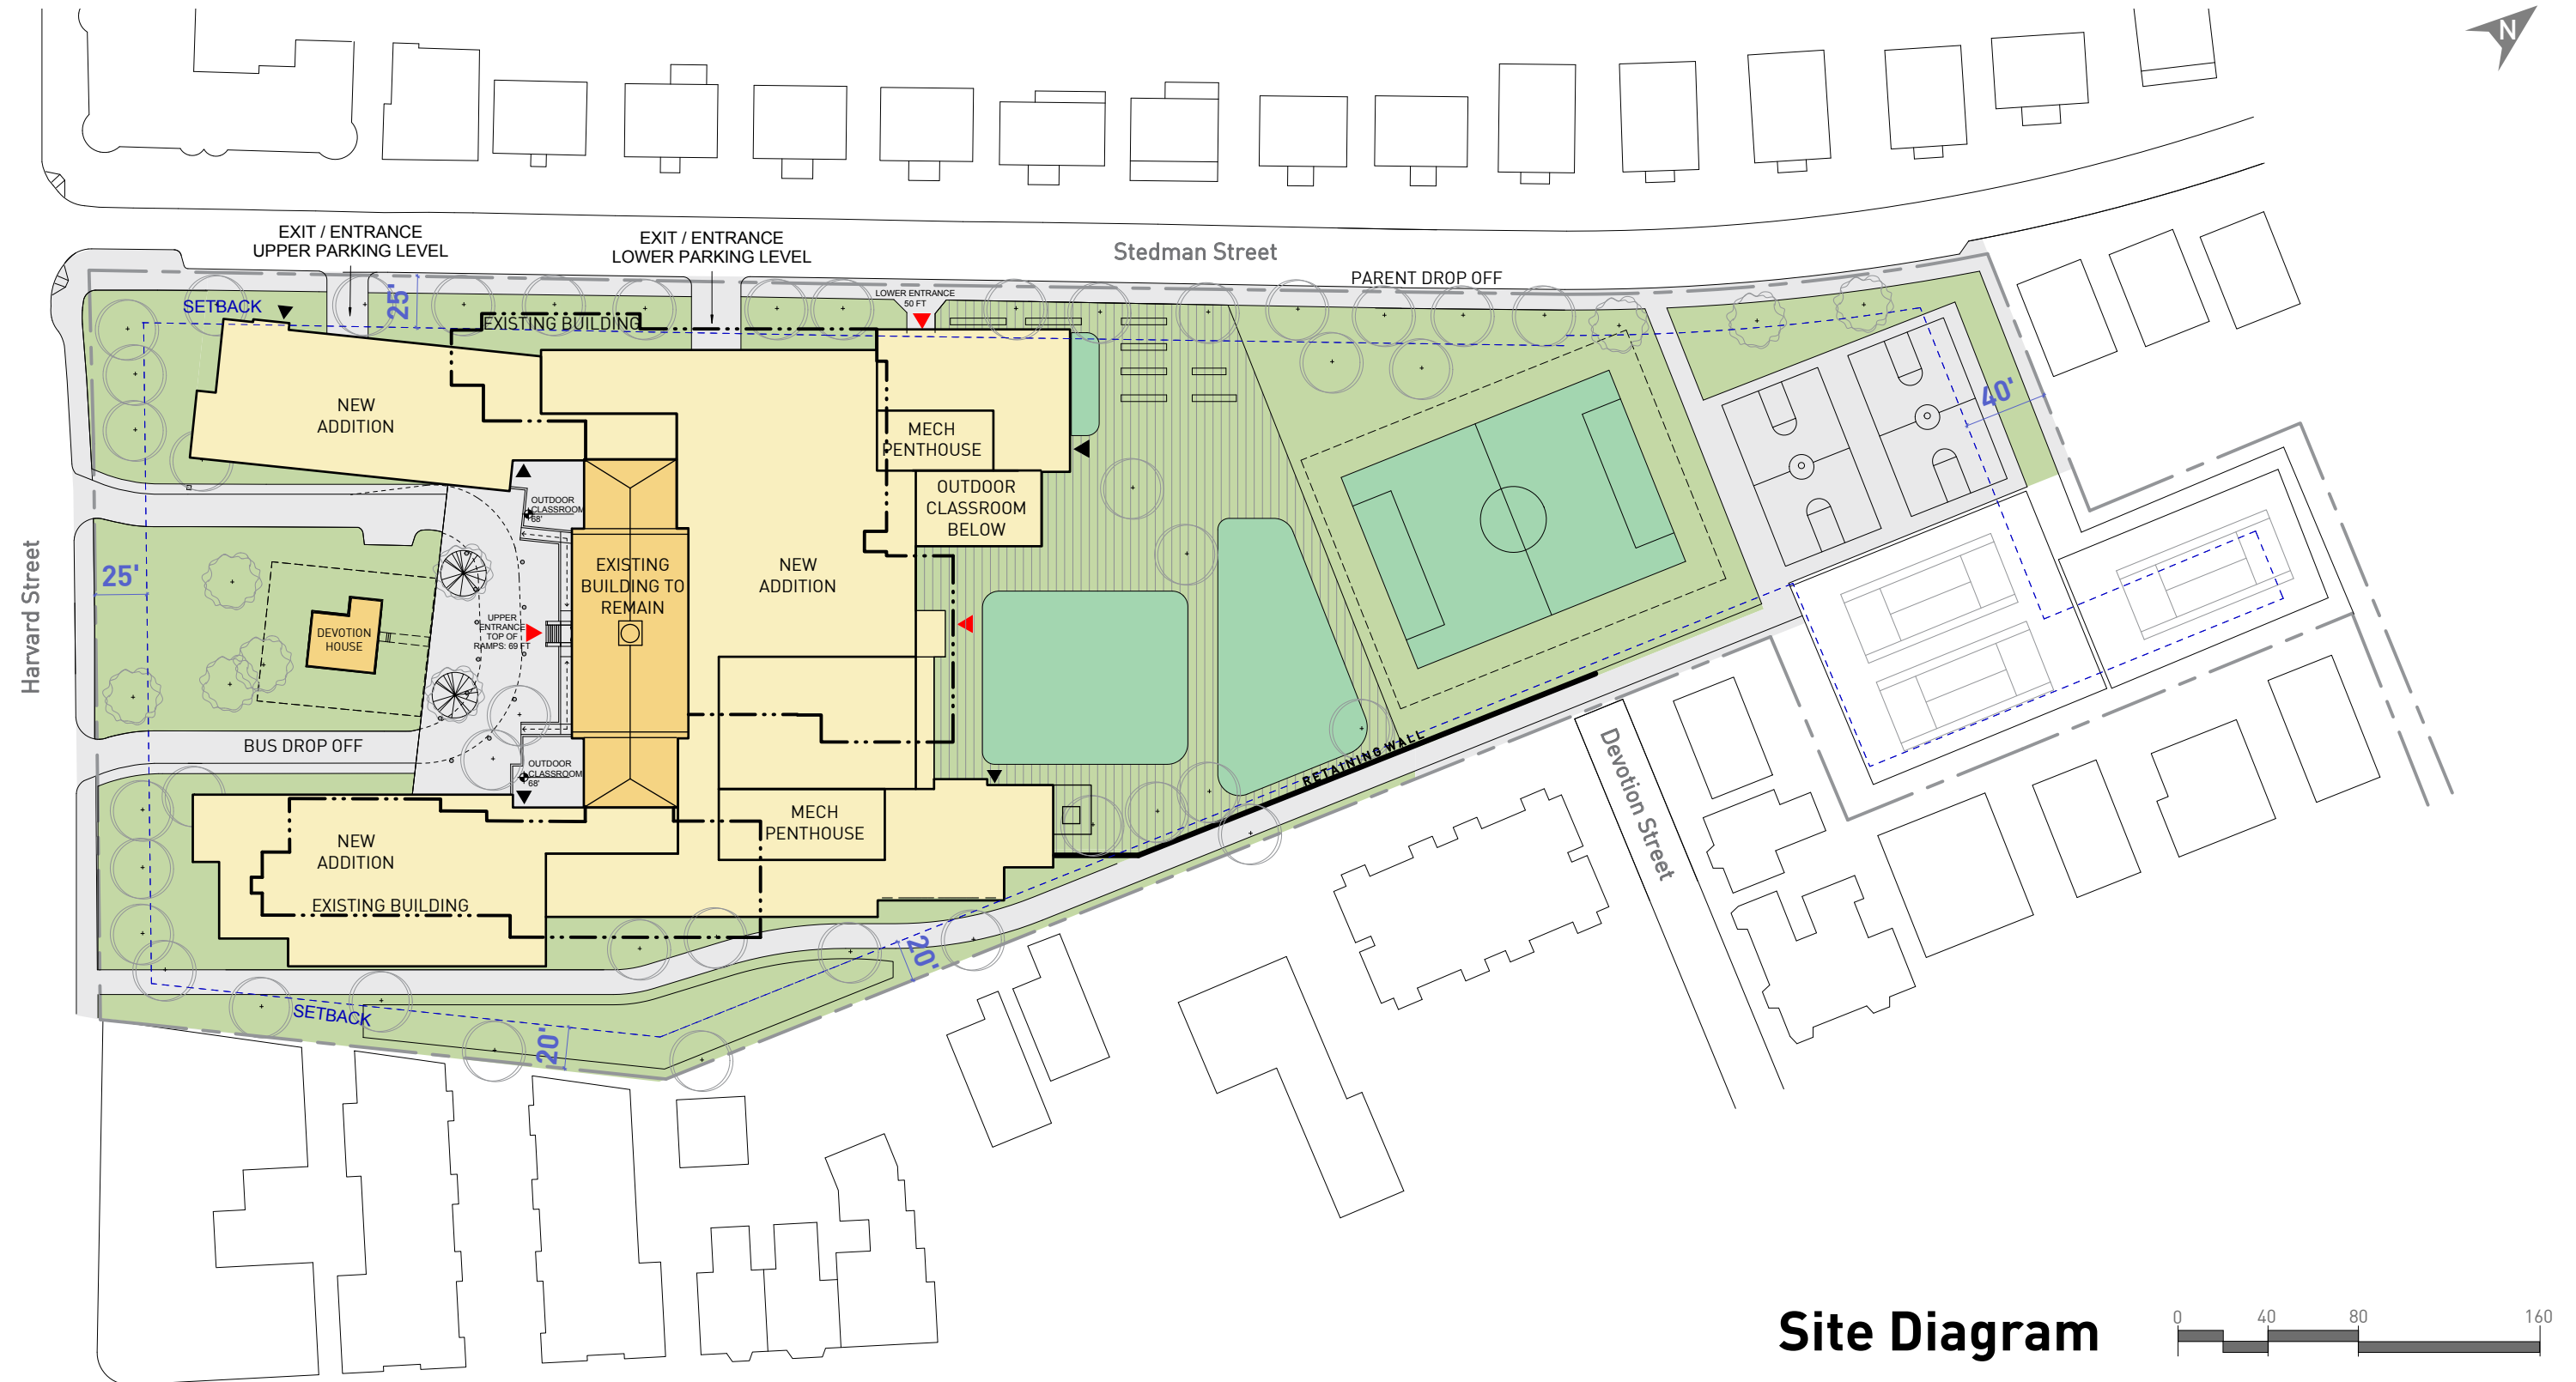 N
EXIT / ENTRANCE
UPPER PARKING LEVEL
EXIT / ENTRANCE
LOWER PARKING LEVEL
Stedman Street
PARENT DROP OFF
SETBACK
25'
LOWER ENTRANCE
50 FT
EXISTING BUILDING
40'
NEW
ADDITION
MECH
PENTHOUSE
OUTDOOR
CLASSROOM
68'
OUTDOOR
CLASSROOM
BELOW
Harvard Street
25'
EXISTING
BUILDING TO
REMAIN
NEW
ADDITION
DEVOTION
HOUSE
UPPER
ENTRANCE
TOP OF
RAMPS: 69 FT
BUS DROP OFF
OUTDOOR
CLASSROOM
68'
RETAINING WALL
Devotion Street
NEW
ADDITION
MECH
PENTHOUSE
EXISTING BUILDING
20'
SETBACK
20'
Site Diagram
0 40 80 160